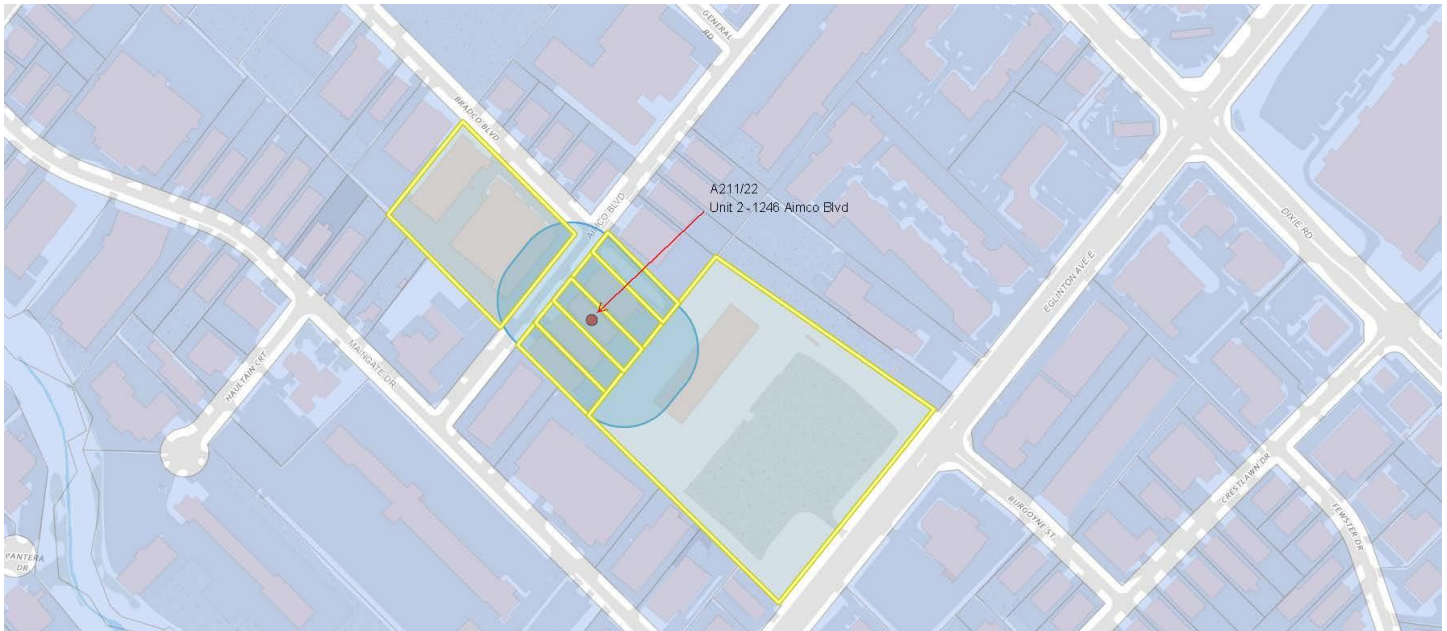 GENERAL
RD
BRADCO BLVD
A211/22
Unit 2 - 1246 Aimco Blvd
AIMCO BLVD
DIXIE RD
EGLINTON AVE E
MAINGATE DR
HAULTAIN CRT
CRESTLAWN DR
BURGOYNE ST
FEWSTER DR
PANTERA
DR